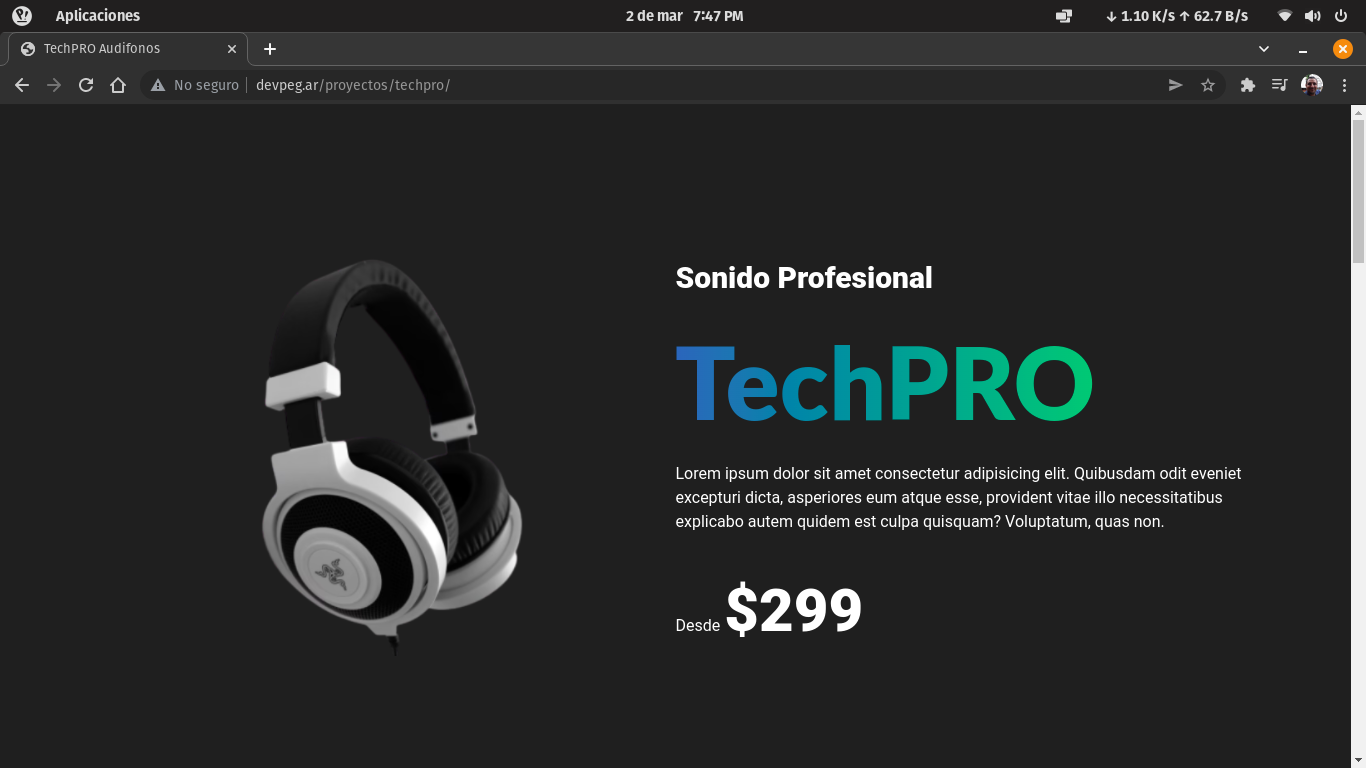 Aplicaciones
2 de mar 7:47 PM
↓ 1.10 K/s ↑ 62.7 B/s
TechPRO Audifonos
No seguro
devpeg.ar/proyectos/techpro/
Sonido Profesional
TechPRO
Lorem ipsum dolor sit amet consectetur adipisicing elit. Quibusdam odit eveniet
excepturi dicta, asperiores eum atque esse, provident vitae illo necessitatibus
explicabo autem quidem est culpa quisquam? Voluptatum, quas non.
Desde $299